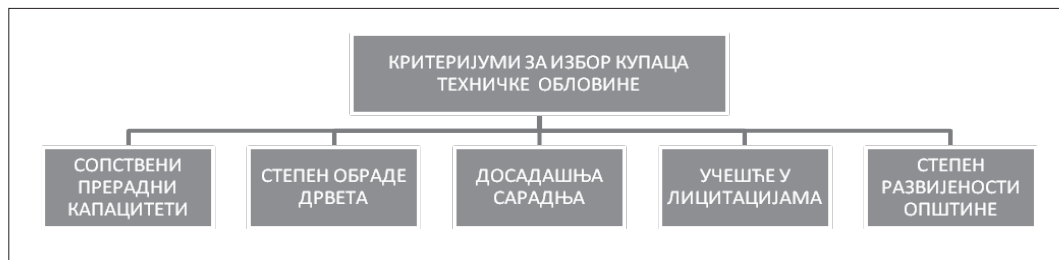 КРИТЕРИЈУМИ ЗА ИЗБОР КУПАЦА
ТЕХНИЧКЕ ОБЛОВИНЕ
СОПСТВЕНИ
ПРЕРАДНИ
КАПАЦИТЕТИ
СТЕПЕН ОБРАДЕ
ДРВЕТА
ДОСАДАШЊА
САРАДЊА
УЧЕШЋЕ У
ЛИЦИТАЦИЈАМА
СТЕПЕН
РАЗВИЈЕНОСТИ
ОПШТИНЕ